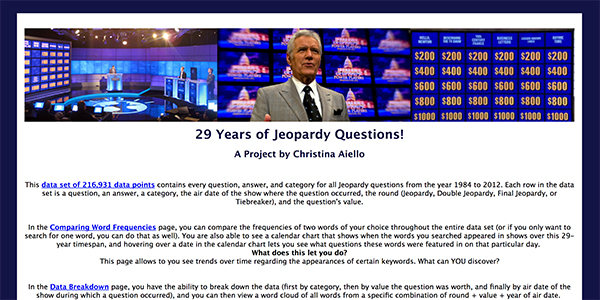 JEOPARDY!
POWER PLAYERS
BUSINESS LETTERS
$200 $200 $200 $200 $200 $200
$400 $400 $400 $400 $400 $400
$600 $600 $600 $600 $600 $600
$800 $800 $800 $800 $800 $800
$1000 $1000 $1000 $1000 $1000 $1000
29 Years of Jeopardy Questions!
A Project by Christina Aiello
This data set of 216,931 data points contains every question, answer, and category for all Jeopardy questions from the year 1984 to 2012. Each row in the data
set is a question, an answer, a category, the air date of the show where the question occurred, the round (Jeopardy, Double Jeopardy, Final Jeopardy, or
Tiebreaker), and the question's value.
In the Comparing Word Frequencies page, you can compare the frequencies of two words of your choice throughout the entire data set (or if you only want to
search for one word, you can do that as well). You are also able to see a calendar chart that shows when the words you searched appeared in shows over this 29-
year timespan, and hovering over a date in the calendar chart lets you see what questions these words were featured in on that particular day.
What does this let you do?
This page allows to you see trends over time regarding the appearances of certain keywords. What can YOU discover?
In the Data Breakdown page, you have the ability to break down the data (first by category, then by value the question was worth, and finally by air date of the
show during which a question occurred), and you can then view a word cloud of all words from a specific combination of round + value + year of air date.